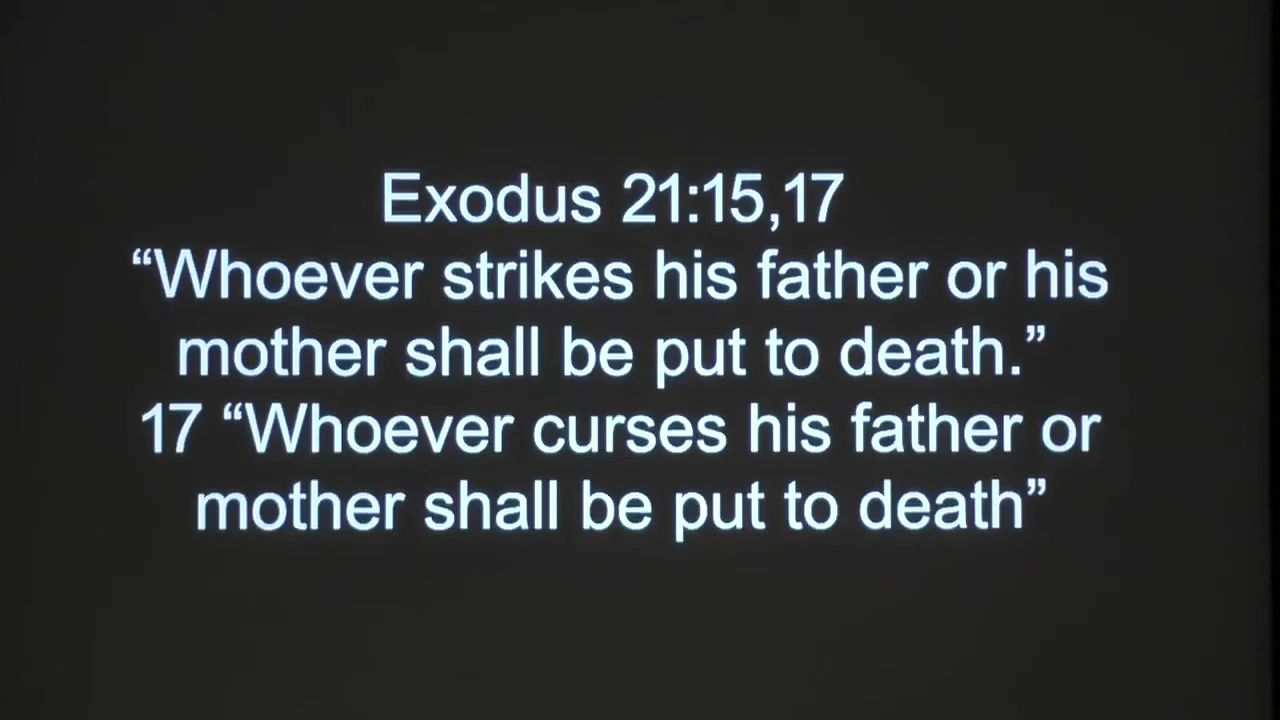 Exodus 21:15,17
“Whoever strikes his father or his
mother shall be put to death.”
17 “Whoever curses his father or
mother shall be put to death”